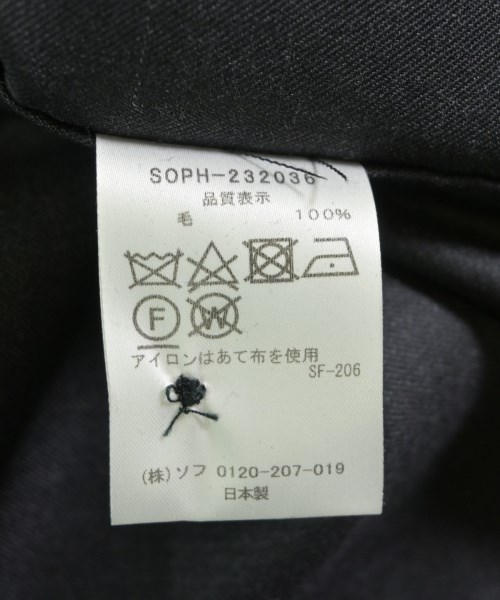 SOPH-232036
品質表示
毛 100%
F W
アイロンはあて布を使用
SF-206
(株)ソフ 0120-207-019
日本製